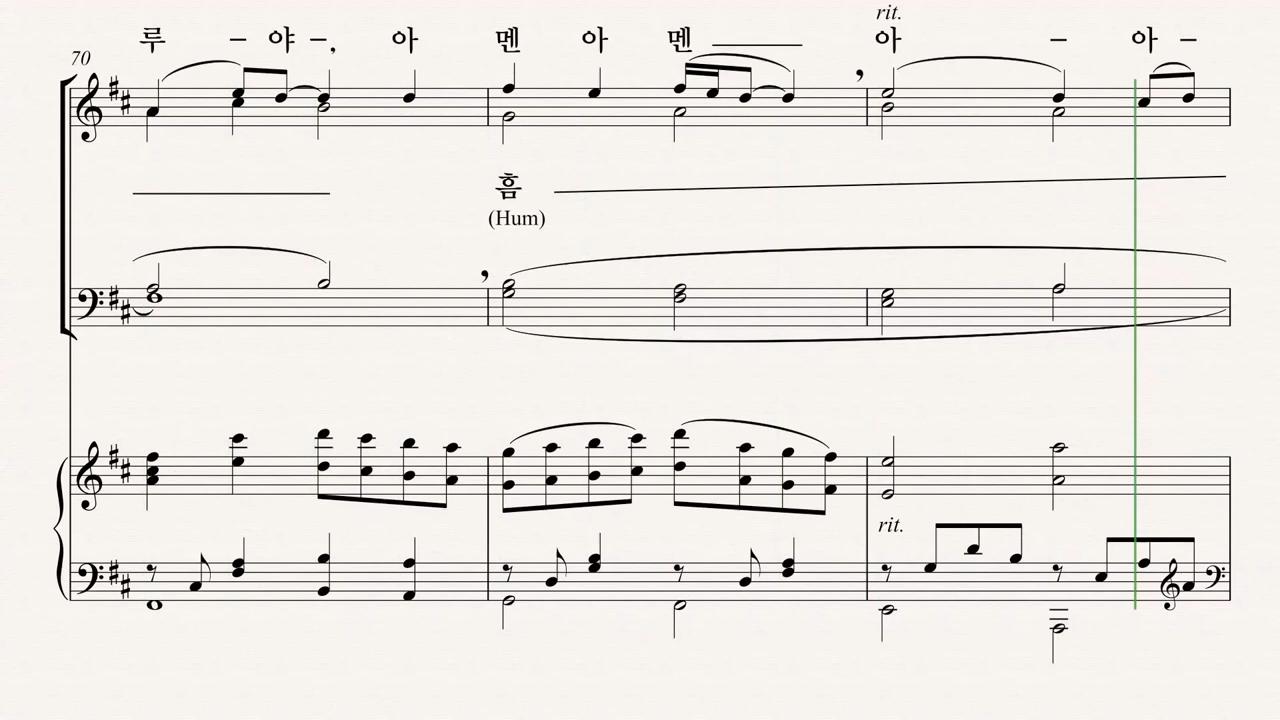 rit.
루 – 야 –, 아 멘 아 멘 아 – 아 –
70
흠
(Hum)
rit.